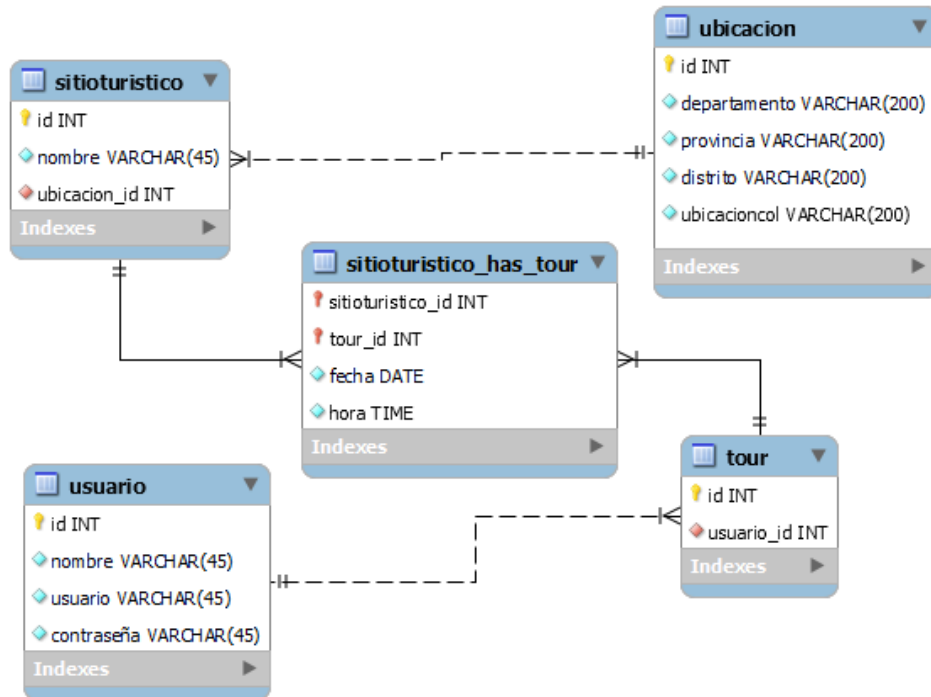 sitioturistico
id INT
nombre VARCHAR(45)
ubicacion_id INT
Indexes
ubicacion
id INT
departamento VARCHAR(200)
provincia VARCHAR(200)
distrito VARCHAR(200)
ubicacioncol VARCHAR(200)
Indexes
sitioturistico_has_tour
sitioturistico_id INT
tour_id INT
fecha DATE
hora TIME
Indexes
usuario
id INT
nombre VARCHAR(45)
usuario VARCHAR(45)
contraseña VARCHAR(45)
Indexes
tour
id INT
usuario_id INT
Indexes